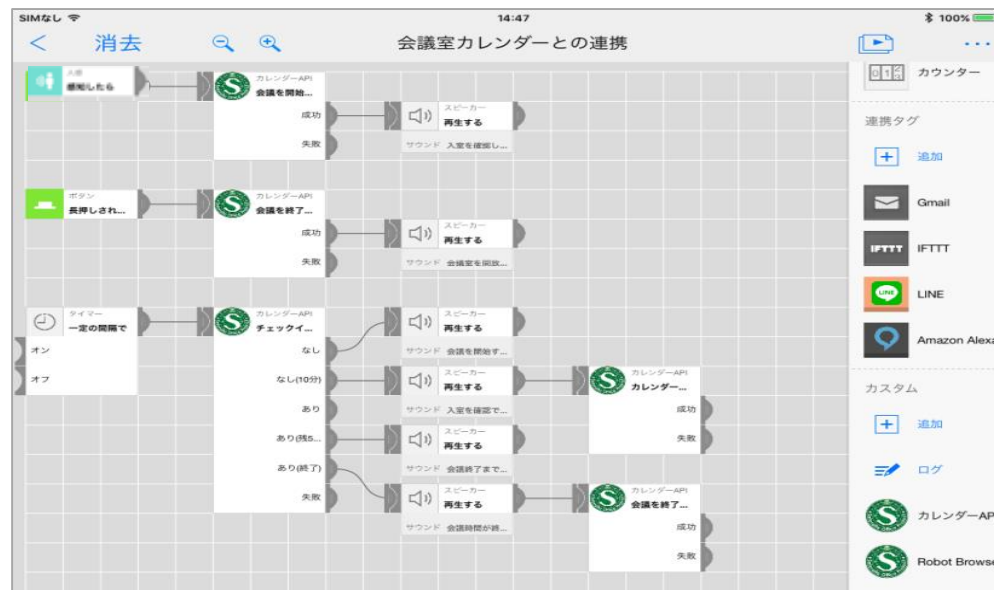 SIMなし
14:47
100%
消去
会議室カレンダーとの連携
人感
感知したら
カレンダーAPI
会議を開始...
成功
失敗
スピーカー
再生する
サウンド 入室を確認し...
ボタン
長押しされ...
カレンダーAPI
会議を終了...
成功
失敗
スピーカー
再生する
サウンド 会議室を開放...
タイマー
一定の間隔で
オン
オフ
カレンダーAPI
チェックイ...
なし
なし(10分)
あり
あり(残5...
あり(終了)
失敗
スピーカー
再生する
サウンド 会議を開始す...
スピーカー
再生する
サウンド 入室を確認で...
カレンダーAPI
カレンダー...
成功
失敗
スピーカー
再生する
サウンド 会議終了まで...
スピーカー
再生する
サウンド 会議時間が終...
カレンダーAPI
会議を終了...
成功
失敗
カウンター
連携タグ
追加
Gmail
IFTTT
IFTTT
LINE
LINE
Amazon Alexa
カスタム
追加
ログ
カレンダーAP
Robot Browse